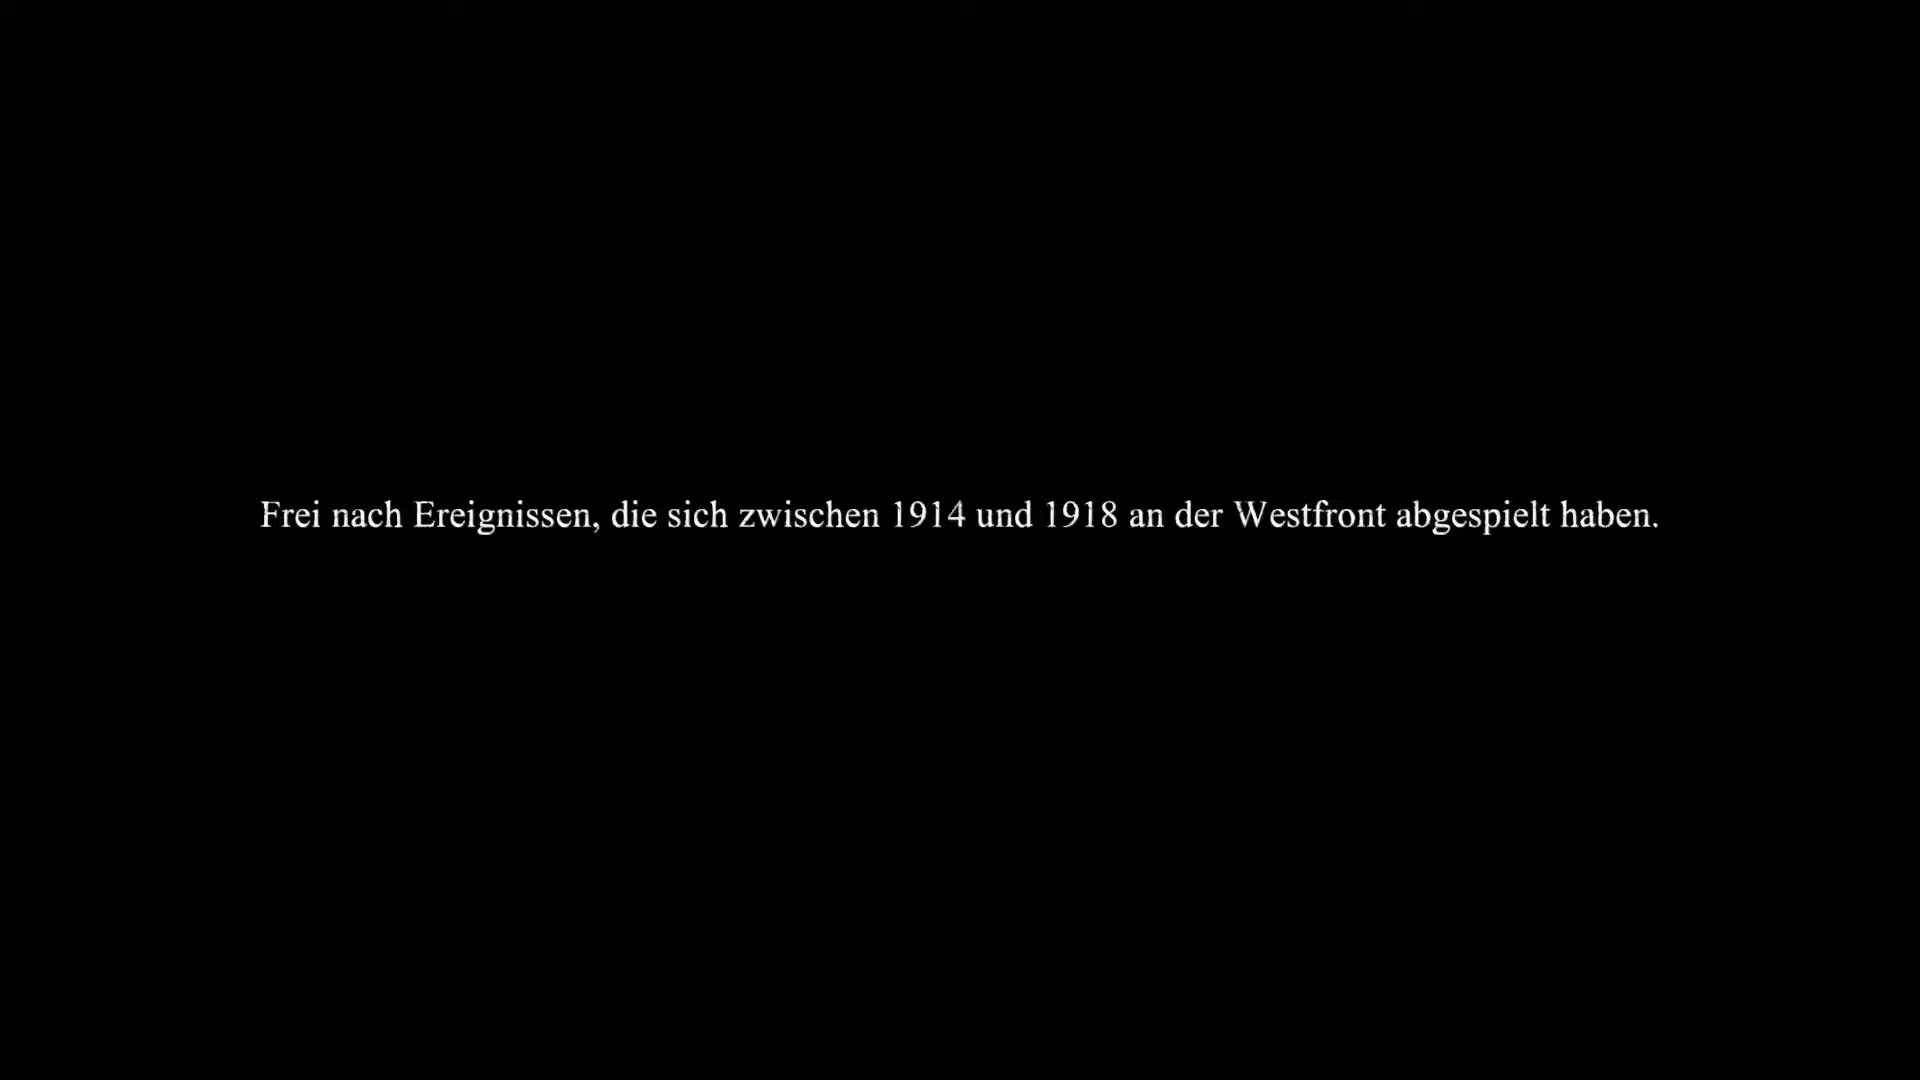 Frei nach Ereignissen, die sich zwischen 1914 und 1918 an der Westfront abgespielt haben.